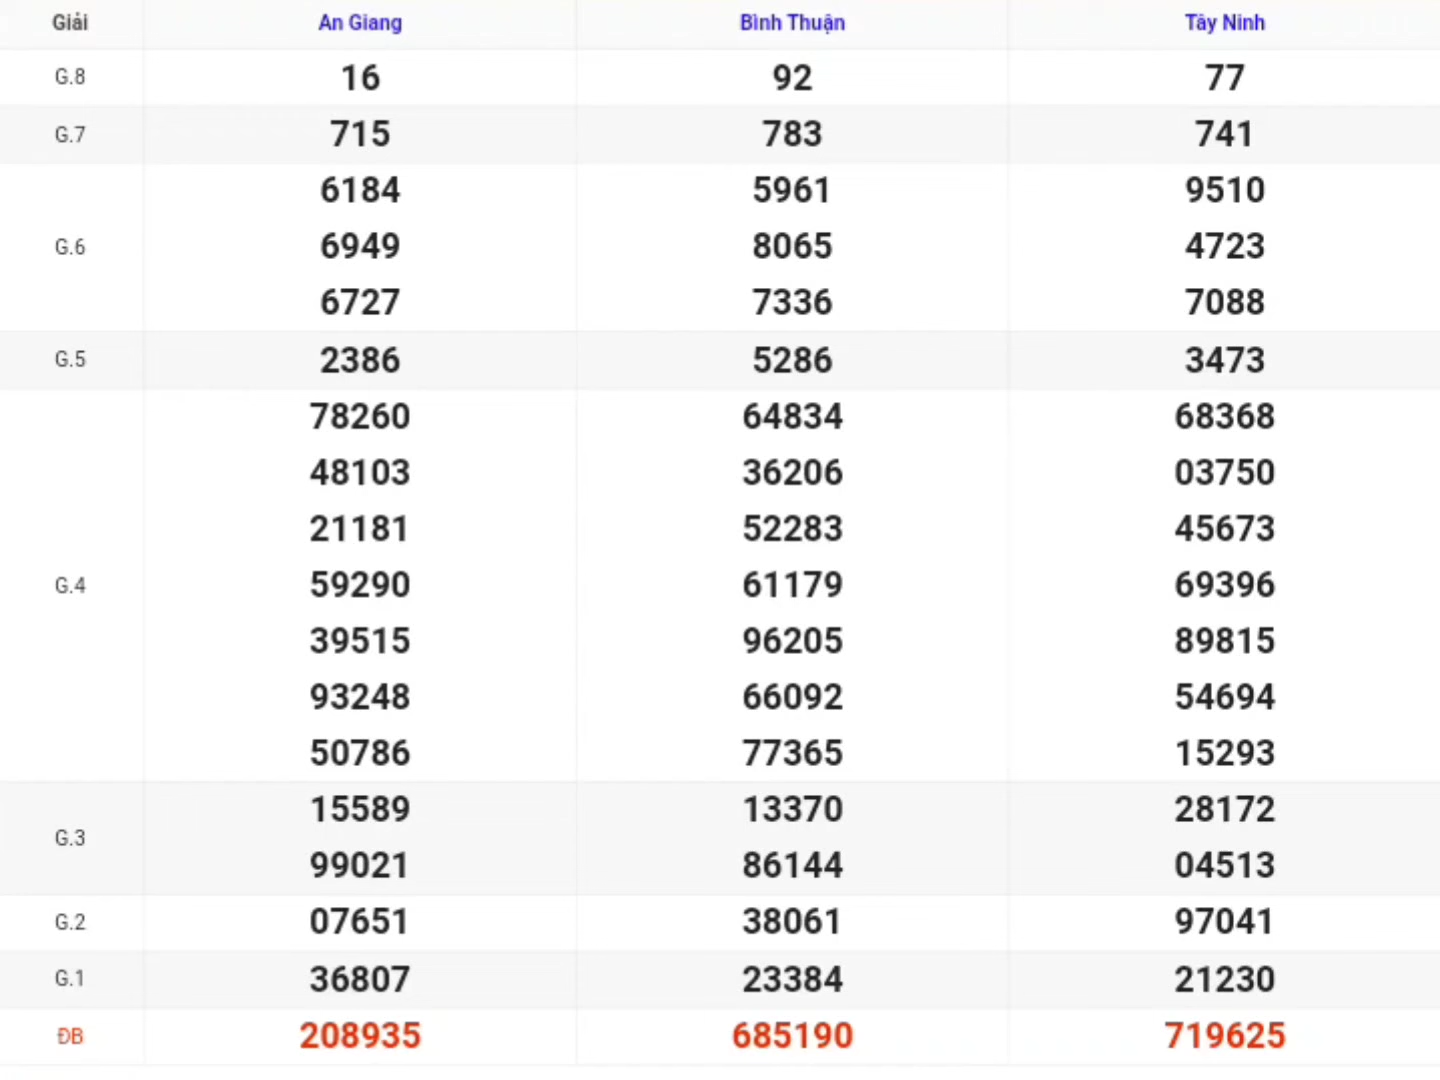 Giải An Giang Bình Thuận Tây Ninh
G.8 16 92 77
G.7 715 783 741
6184 5961 9510
G.6 6949 8065 4723
6727 7336 7088
G.5 2386 5286 3473
78260 64834 68368
48103 36206 03750
21181 52283 45673
G.4 59290 61179 69396
39515 96205 89815
93248 66092 54694
50786 77365 15293
G.3 15589 13370 28172
99021 86144 04513
G.2 07651 38061 97041
G.1 36807 23384 21230
ĐB 208935 685190 719625